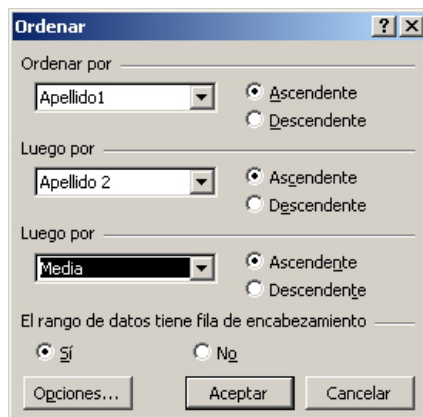 Ordenar
Ordenar por
Apellido1
Ascendente
Descendente
Luego por
Apellido 2
Ascendente
Descendente
Luego por
Media
Ascendente
Descendente
El rango de datos tiene fila de encabezamiento
Sí No
Opciones... Aceptar Cancelar